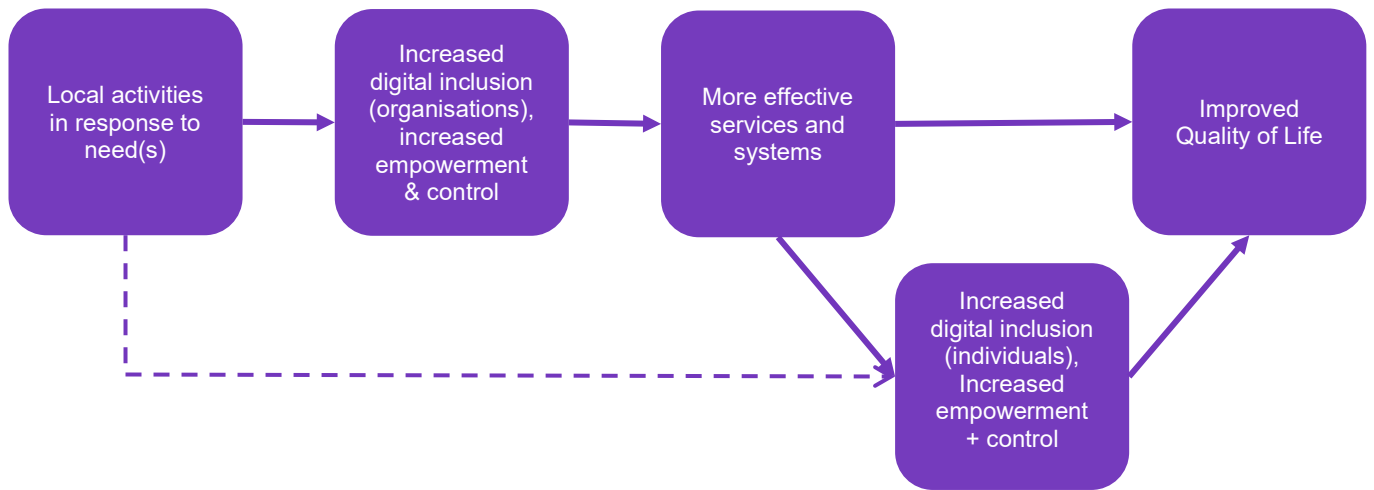 Local activities
in response to
need(s)
Increased
digital inclusion
(organisations),
increased
empowerment
& control
More effective
services and
systems
Improved
Quality of Life
Increased
digital inclusion
(individuals),
Increased
empowerment
+ control